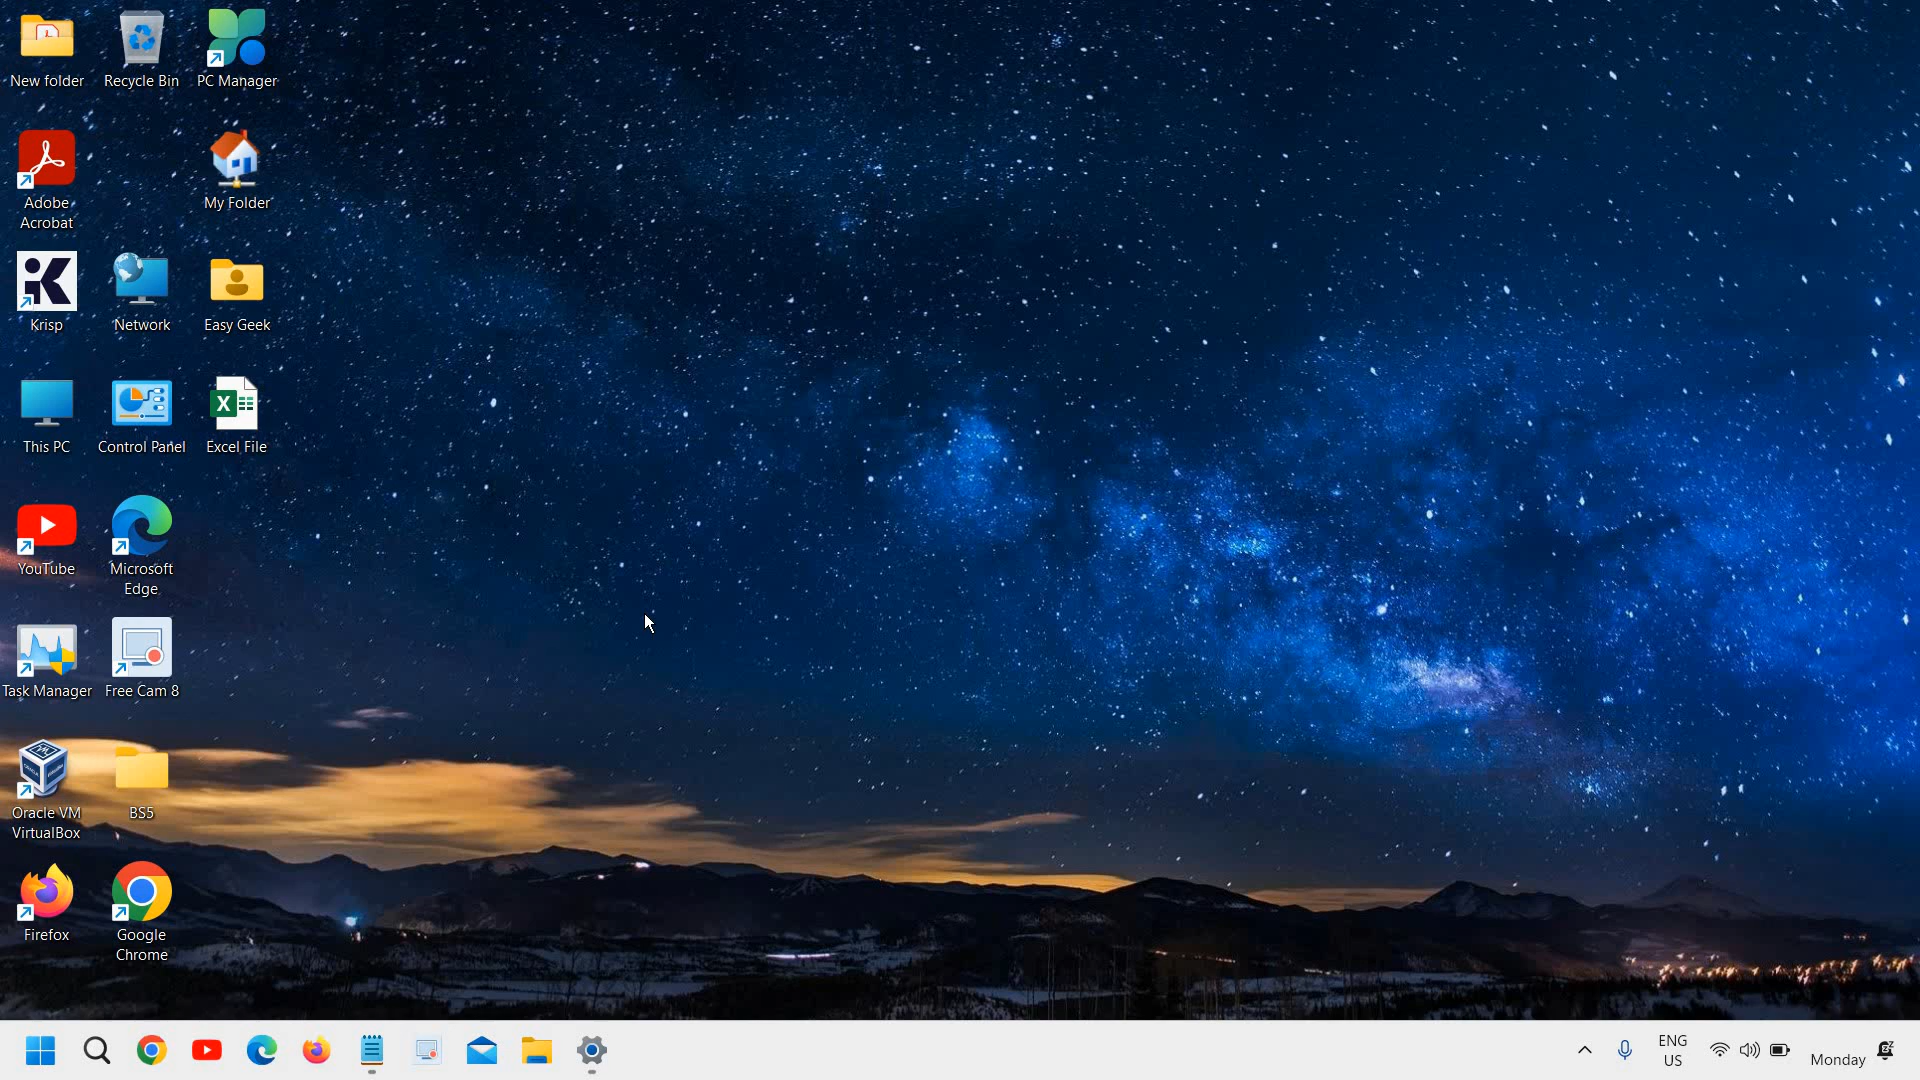 New folder
Recycle Bin
PC Manager
Adobe
Acrobat
My Folder
Krisp
Network
Easy Geek
This PC
Control Panel
Excel File
YouTube
Microsoft
Edge
Task Manager
Free Cam 8
Oracle VM
VirtualBox
BS5
Firefox
Google
Chrome
ENG
US
Monday